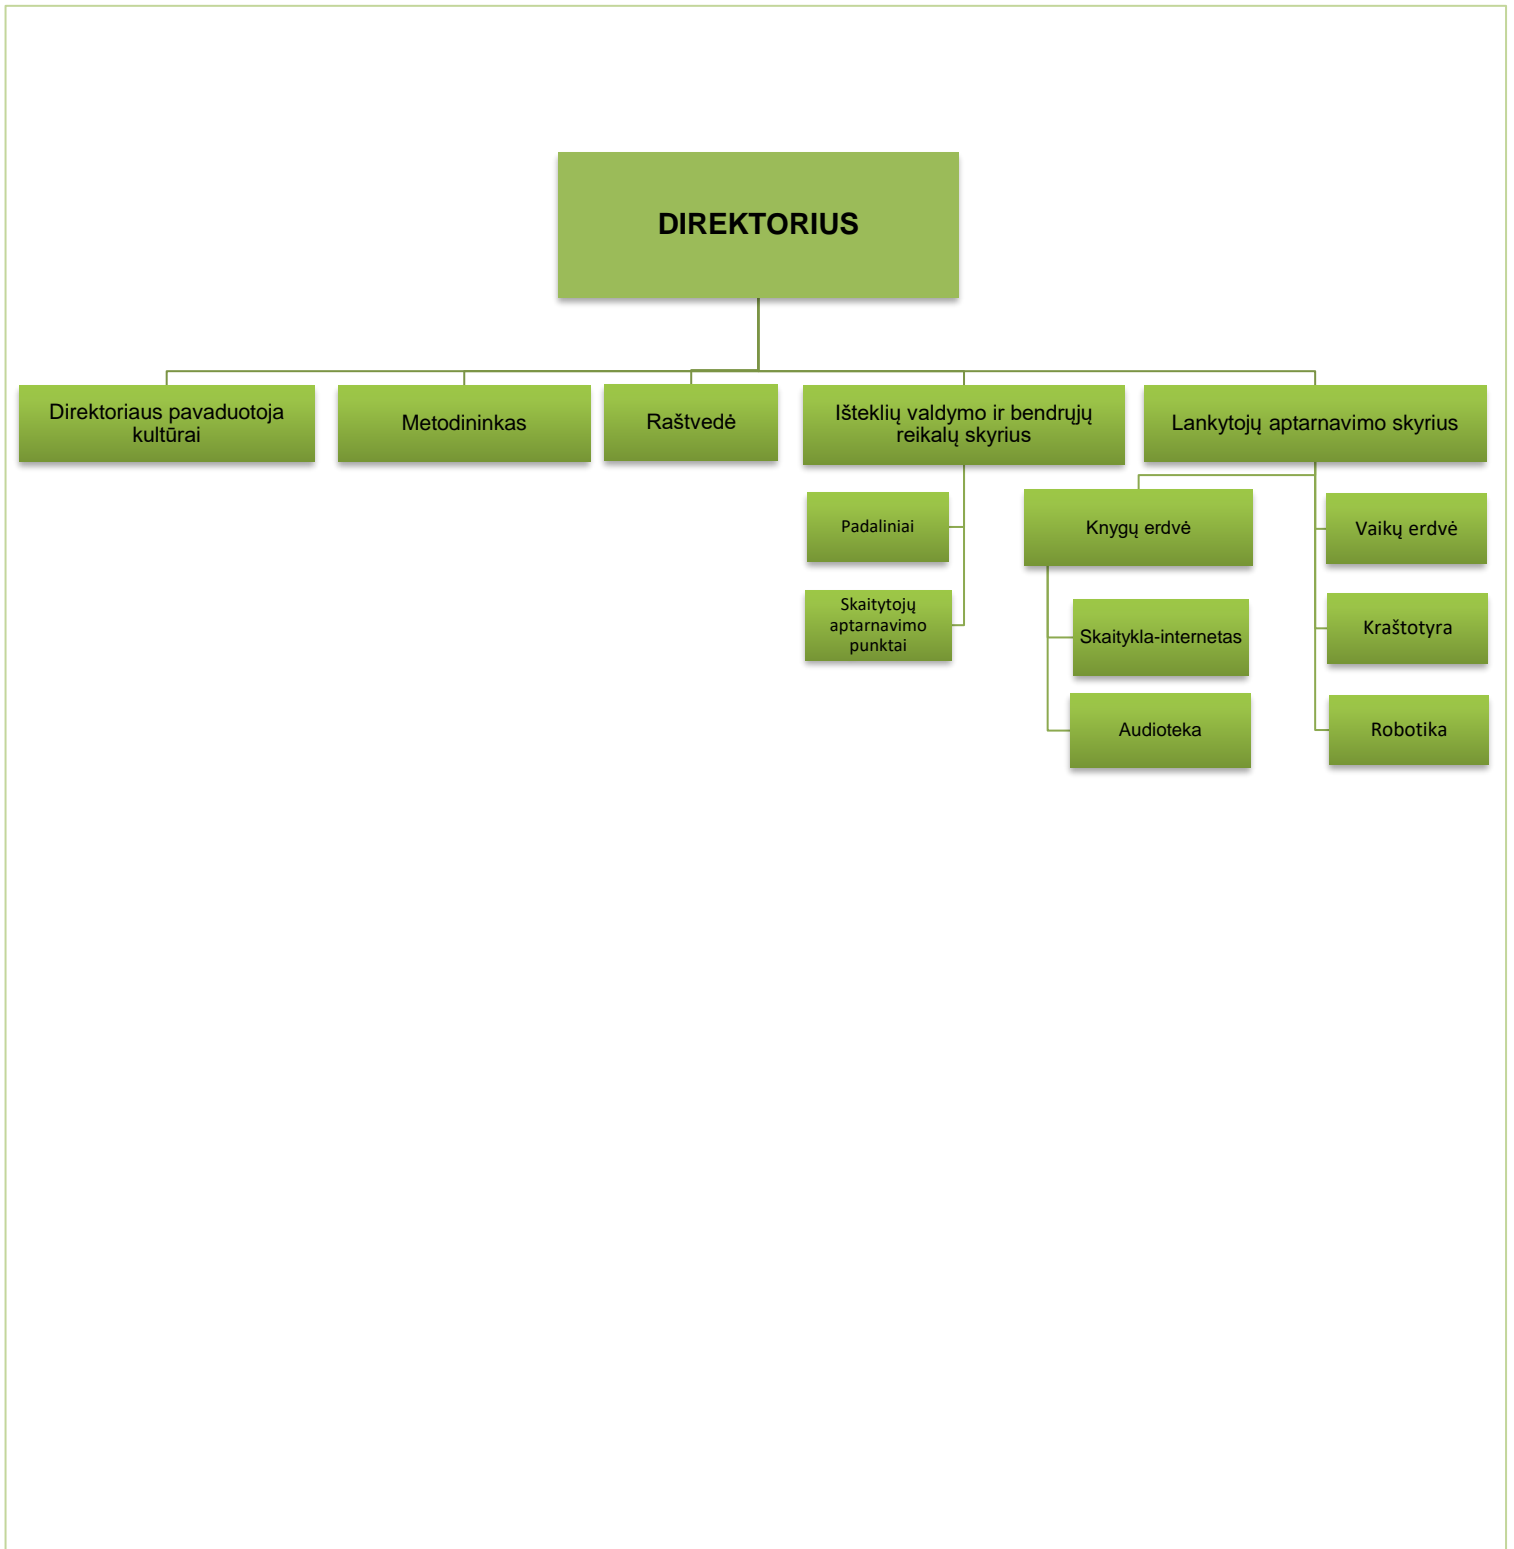 DIREKTORIUS
Direktoriaus pavaduotoja
kultūrai
Metodininkas
Raštvedė
Išteklių valdymo ir bendrųjų
reikalų skyrius
Lankytojų aptarnavimo skyrius
Padaliniai
Skaitytojų
aptarnavimo
punktai
Knygų erdvė
Skaitykla-internetas
Audioteka
Vaikų erdvė
Kraštotyra
Robotika